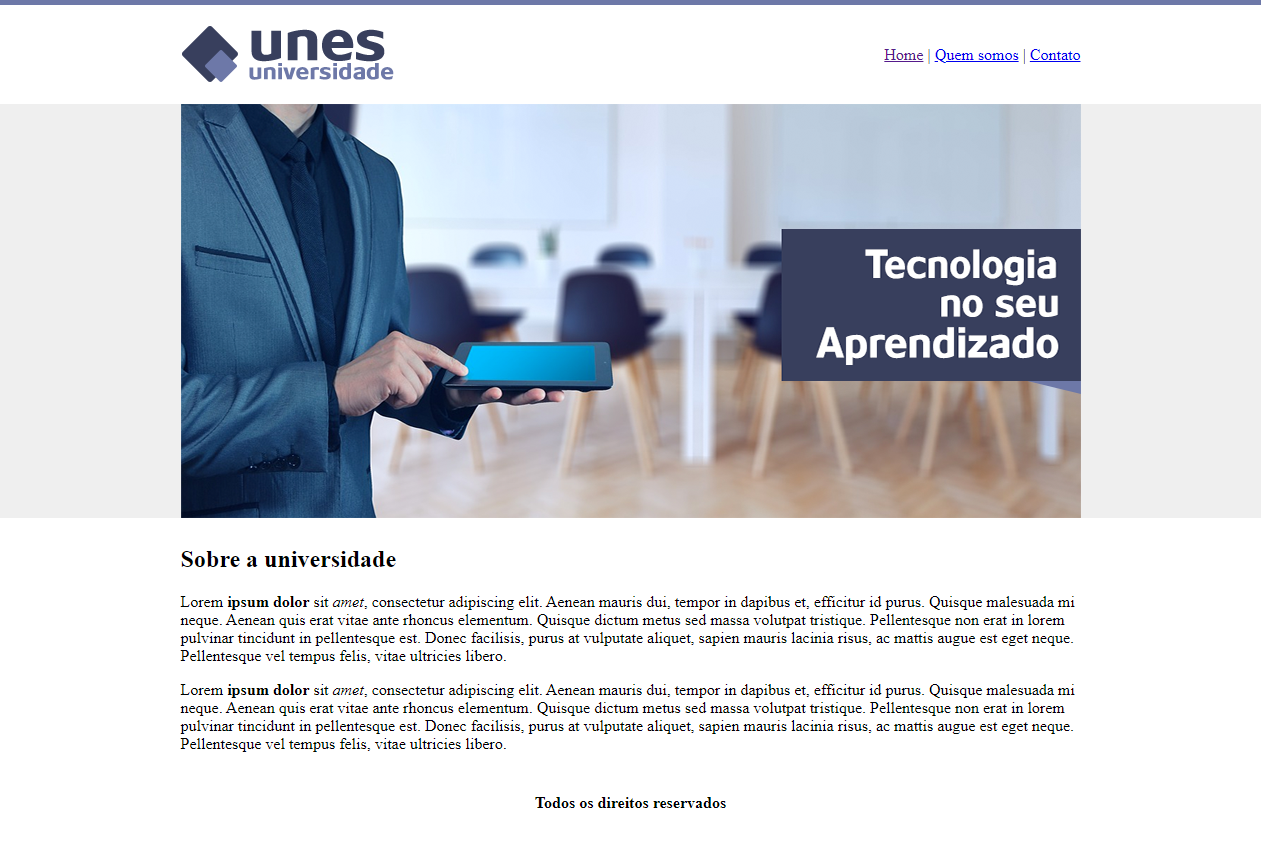 unes
universidade
Home | Quem somos | Contato
Tecnologia
no seu
Aprendizado
Sobre a universidade
Lorem ipsum dolor sit amet, consectetur adipiscing elit. Aenean mauris dui, tempor in dapibus et, efficitur id purus. Quisque malesuada mi
neque. Aenean quis erat vitae ante rhoncus elementum. Quisque dictum metus sed massa volutpat tristique. Pellentesque non erat in lorem
pulvinar tincidunt in pellentesque est. Donec facilisis, purus at vulputate aliquet, sapien mauris lacinia risus, ac mattis augue est eget neque.
Pellentesque vel tempus felis, vitae ultricies libero.
Lorem ipsum dolor sit amet, consectetur adipiscing elit. Aenean mauris dui, tempor in dapibus et, efficitur id purus. Quisque malesuada mi
neque. Aenean quis erat vitae ante rhoncus elementum. Quisque dictum metus sed massa volutpat tristique. Pellentesque non erat in lorem
pulvinar tincidunt in pellentesque est. Donec facilisis, purus at vulputate aliquet, sapien mauris lacinia risus, ac mattis augue est eget neque.
Pellentesque vel tempus felis, vitae ultricies libero.
Todos os direitos reservados